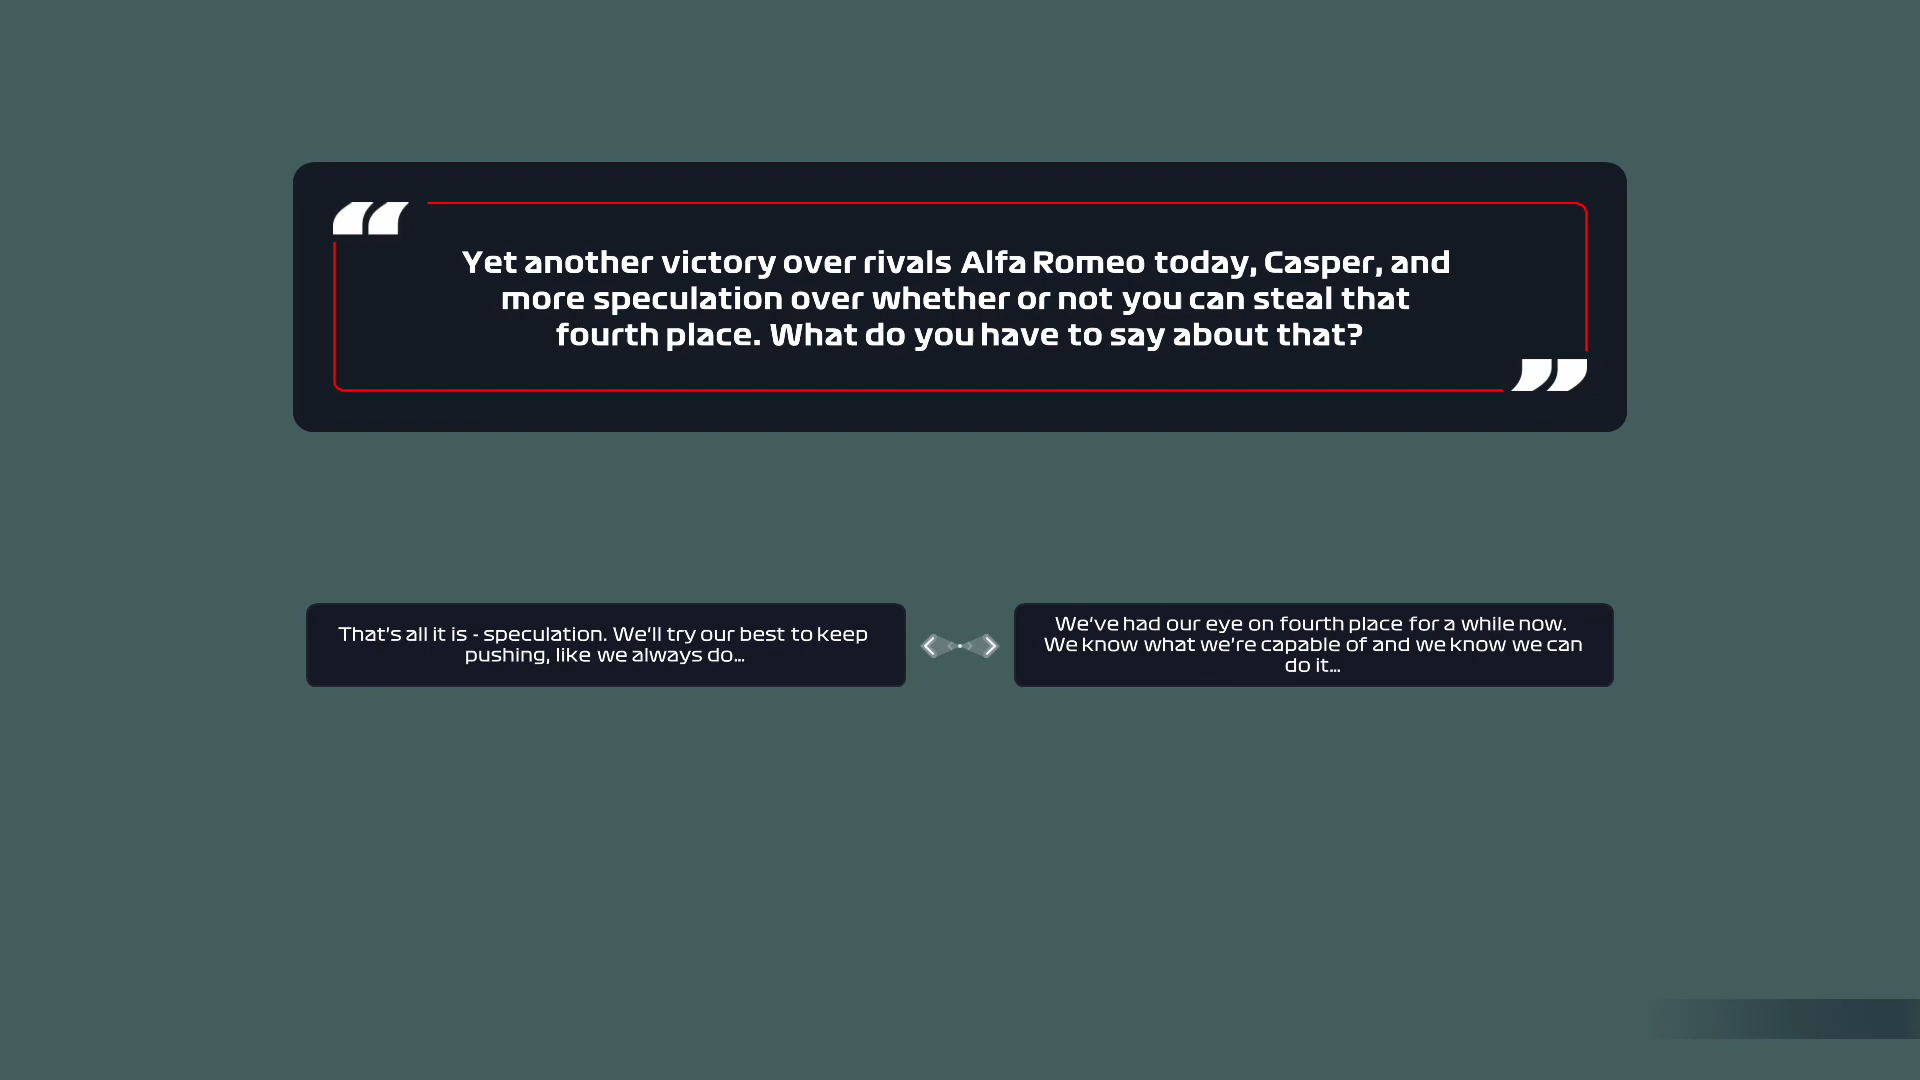 Yet another victory over rivals Alfa Romeo today, Casper, and
more speculation over whether or not you can steal that
fourth place. What do you have to say about that?
That's all it is - speculation. We'll try our best to keep
pushing, like we always do...
We've had our eye on fourth place for a while now.
We know what we're capable of and we know we can
do it...